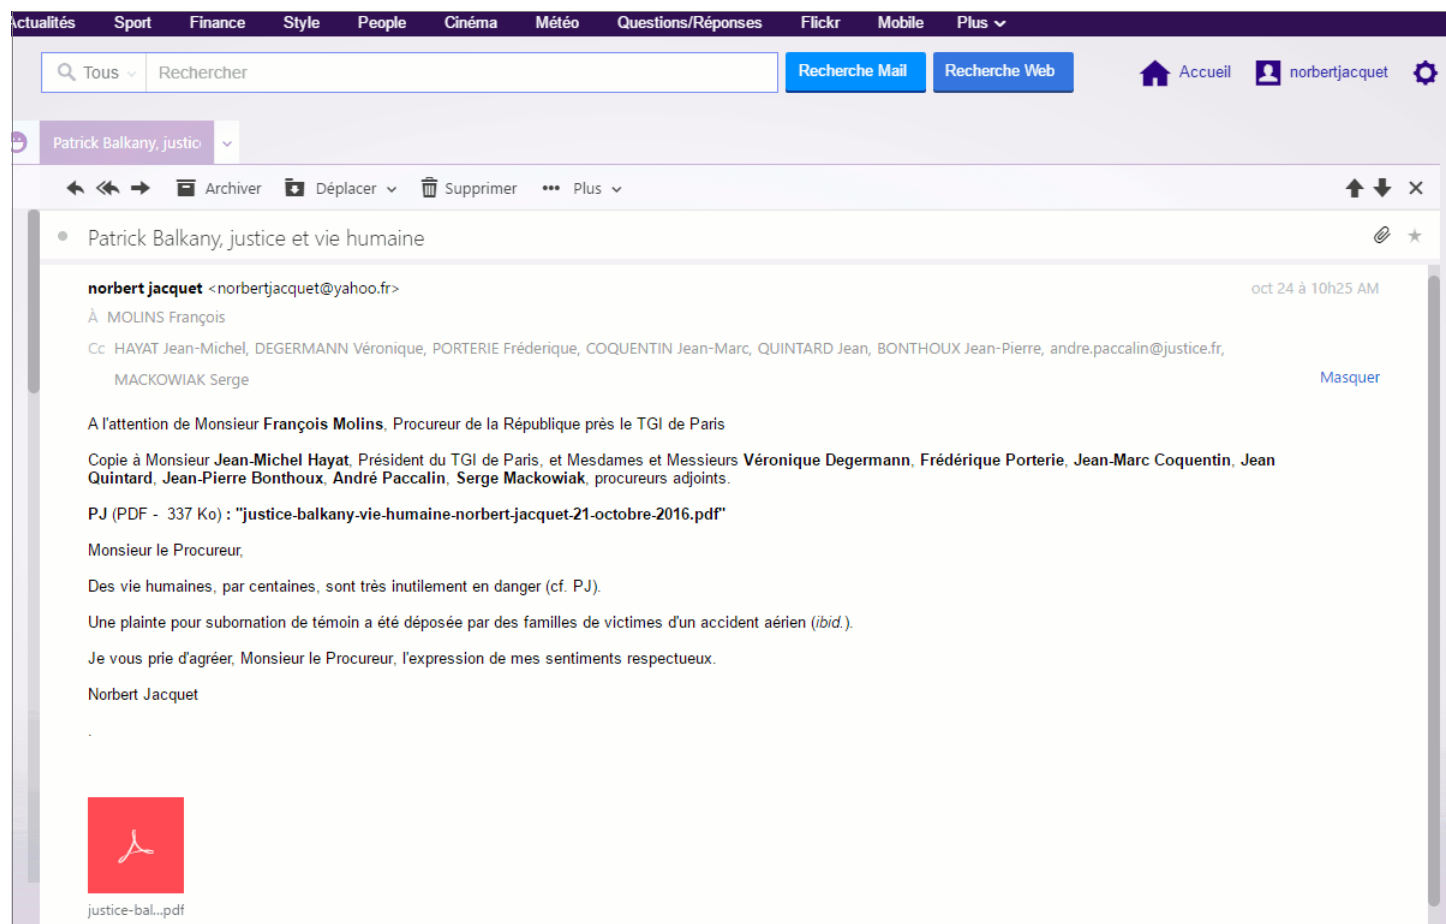 Actualités Sport Finance Style People Cinéma Météo Questions/Réponses Flickr Mobile Plus
Tous Rechercher Recherche Mail Recherche Web Accueil norbertjacquet
Patrick Balkany, justic
Archiver Déplacer Supprimer ••• Plus
Patrick Balkany, justice et vie humaine
norbert jacquet <norbertjacquet@yahoo.fr> oct 24 à 10h25 AM
À MOLINS François
Cc HAYAT Jean-Michel, DEGERMANN Véronique, PORTERIE Fréderique, COQUENTIN Jean-Marc, QUINTARD Jean, BONTHOUX Jean-Pierre, andre.paccalin@justice.fr,
MACKOWIAK Serge Masquer
A l'attention de Monsieur François Molins, Procureur de la République près le TGI de Paris
Copie à Monsieur Jean-Michel Hayat, Président du TGI de Paris, et Mesdames et Messieurs Véronique Degermann, Frédérique Porterie, Jean-Marc Coquentin, Jean
Quintard, Jean-Pierre Bonthoux, André Paccalin, Serge Mackowiak, procureurs adjoints.
PJ (PDF - 337 Ko) : "justice-balkany-vie-humaine-norbert-jacquet-21-octobre-2016.pdf"
Monsieur le Procureur,
Des vie humaines, par centaines, sont très inutilement en danger (cf. PJ).
Une plainte pour subornation de témoin a été déposée par des familles de victimes d'un accident aérien (ibid.).
Je vous prie d'agréer, Monsieur le Procureur, l'expression de mes sentiments respectueux.
Norbert Jacquet
.
justice-bal...pdf